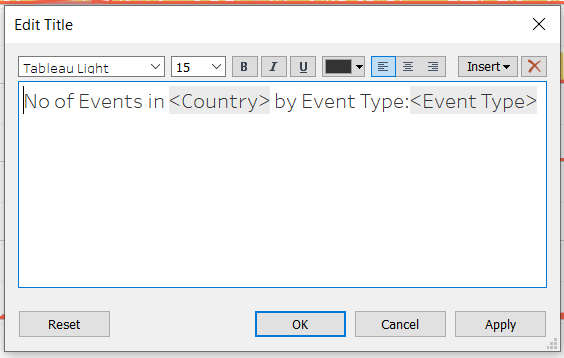 Edit Title
Tableau Light 15 B I U Insert
No of Events in <Country> by Event Type:<Event Type>
Reset OK Cancel Apply